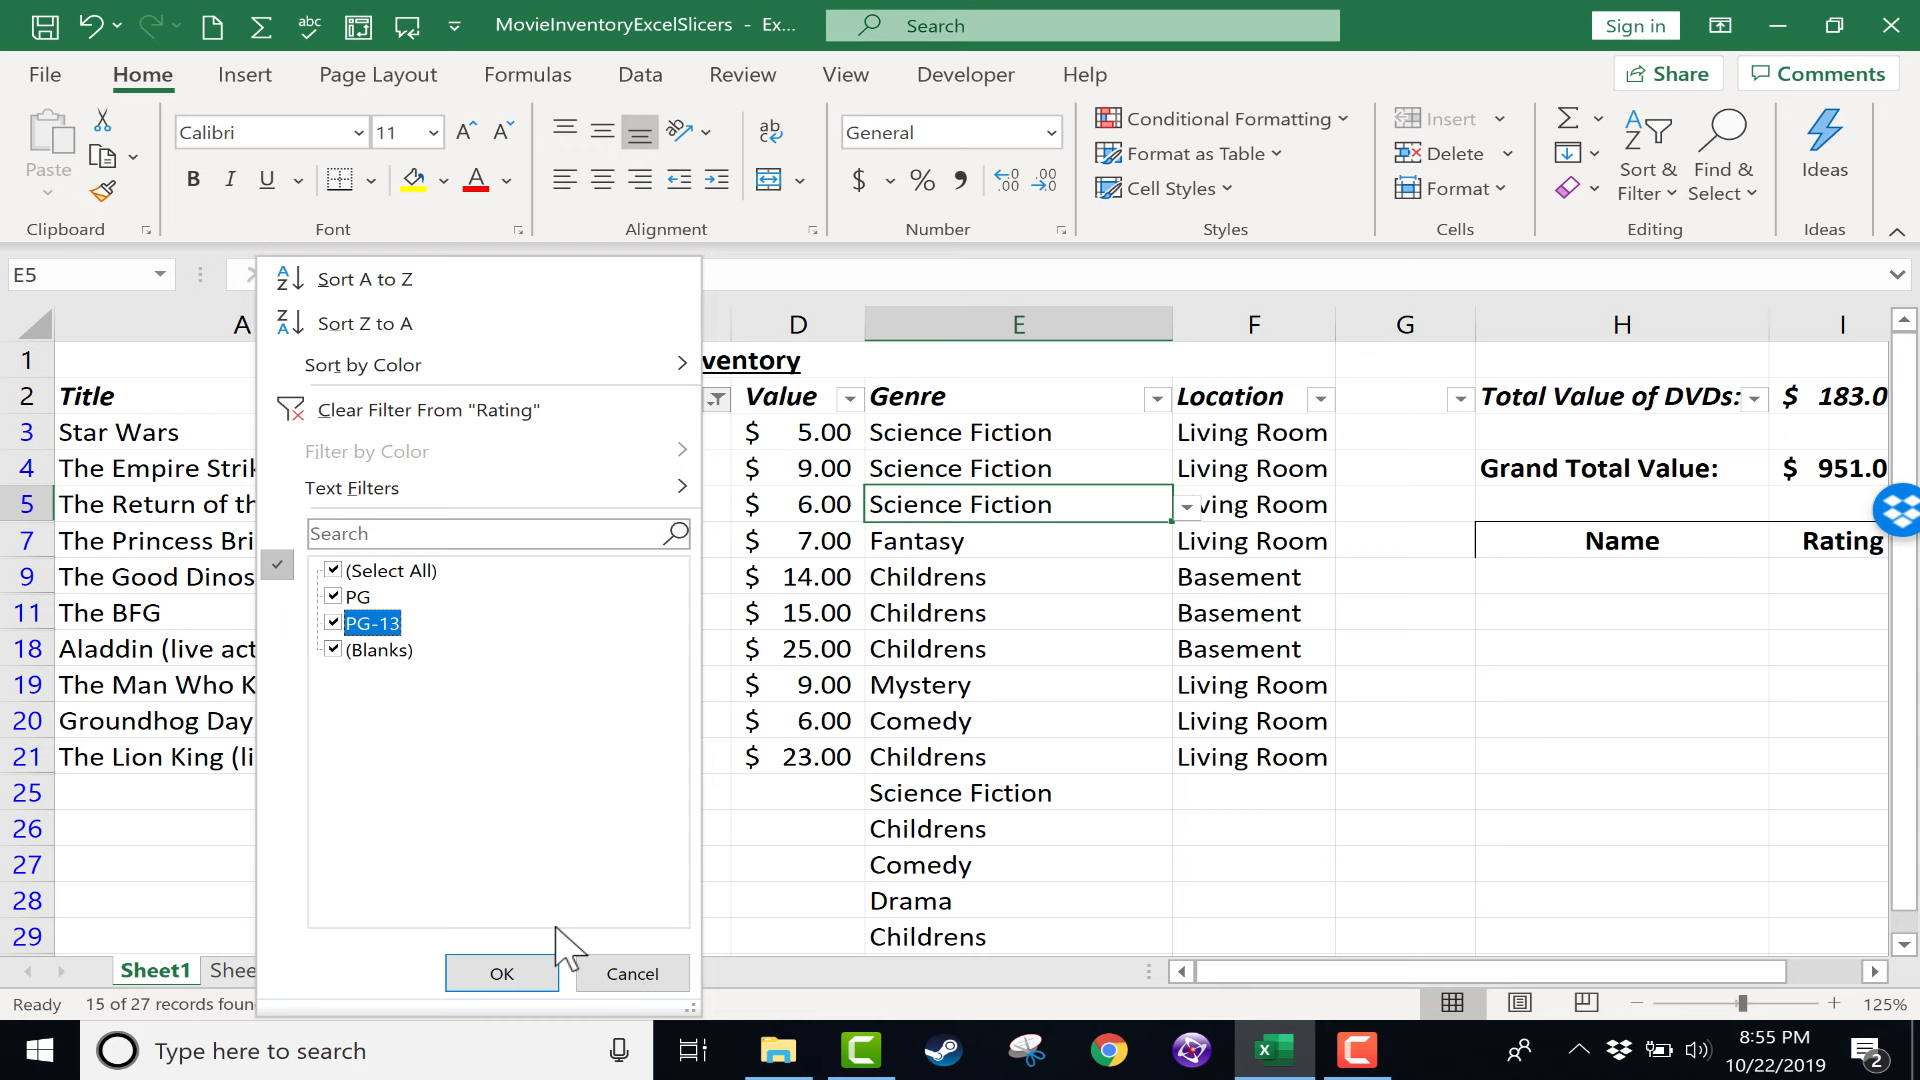 abc MovieInventoryExcelSlicers - Ex... Search Sign in
File Home Insert Page Layout Formulas Data Review View Developer Help Share Comments
Paste Calibri 11 A A ab General Conditional Formatting Insert Sort & Filter Find & Select Ideas
Format as Table Delete
B I U A $ % , Cell Styles Format
Clipboard Font Alignment Number Styles Cells Editing Ideas
E5
A D E F G H I
1 ventory
2 Title Value Genre Location Total Value of DVDs: $ 183.0
3 Star Wars $ 5.00 Science Fiction Living Room
4 The Empire Strik $ 9.00 Science Fiction Living Room Grand Total Value: $ 951.0
5 The Return of th $ 6.00 Science Fiction ving Room
7 The Princess Bri $ 7.00 Fantasy Living Room Name Rating
9 The Good Dinos $ 14.00 Childrens Basement
11 The BFG $ 15.00 Childrens Basement
18 Aladdin (live act $ 25.00 Childrens Basement
19 The Man Who K $ 9.00 Mystery Living Room
20 Groundhog Day $ 6.00 Comedy Living Room
21 The Lion King (li $ 23.00 Childrens Living Room
25 Science Fiction
26 Childrens
27 Comedy
28 Drama
29 Childrens
Sort A to Z
Sort Z to A
Sort by Color
Clear Filter From "Rating"
Filter by Color
Text Filters
Search
(Select All)
PG
PG-13
(Blanks)
OK Cancel
Sheet1 Shee
Ready 15 of 27 records foun 125%
Type here to search 8:55 PM
10/22/2019 2